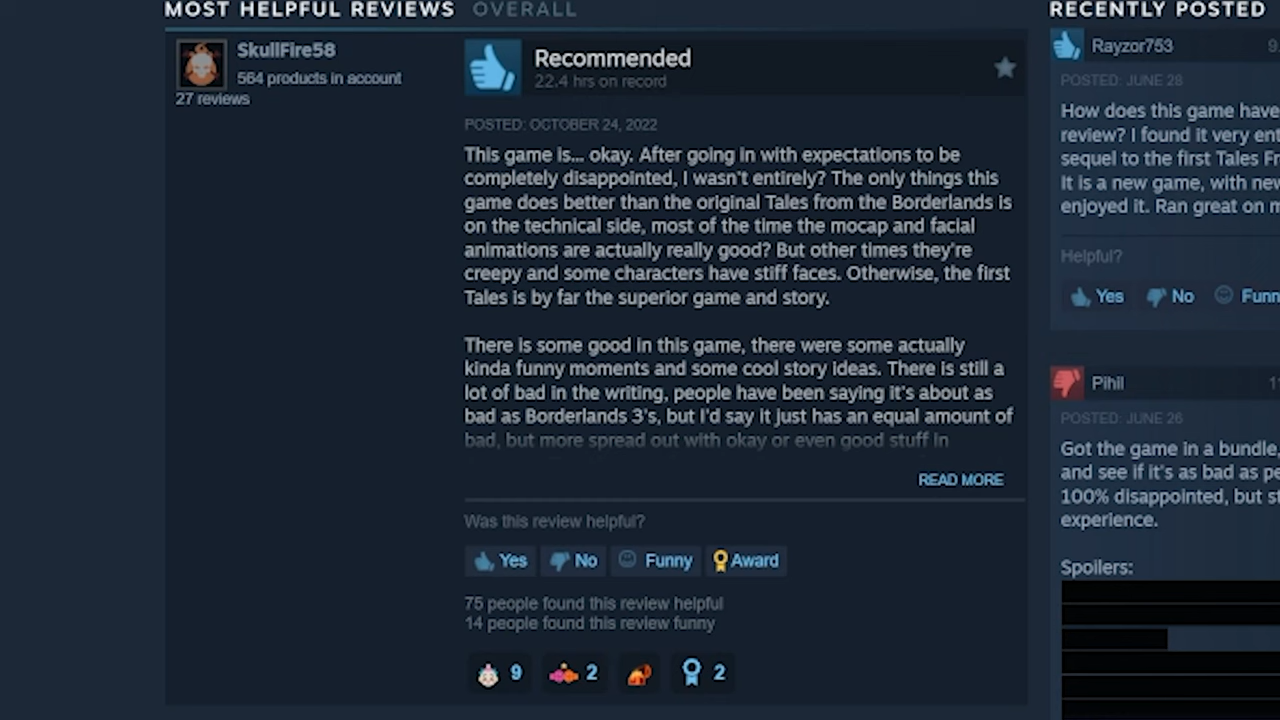 MOST HELPFUL REVIEWS OVERALL
SkullFire58
564 products in account
27 reviews
Recommended
22.4 hrs on record
POSTED: OCTOBER 24, 2022
This game is... okay. After going in with expectations to be
completely disappointed, I wasn't entirely? The only things this
game does better than the original Tales from the Borderlands is
on the technical side, most of the time the mocap and facial
animations are actually really good? But other times they're
creepy and some characters have stiff faces. Otherwise, the first
Tales is by far the superior game and story.
There is some good in this game, there were some actually
kinda funny moments and some cool story ideas. There is still a
lot of bad in the writing, people have been saying it's about as
bad as Borderlands 3's, but I'd say it just has an equal amount of
bad, but more spread out with okay or even good stuff in
READ MORE
Was this review helpful?
Yes No Funny Award
75 people found this review helpful
14 people found this review funny
9 2 2
RECENTLY POSTED
Rayzor753 9
POSTED: JUNE 28
How does this game have
review? I found it very ent
sequel to the first Tales Fr
It is a new game, with new
enjoyed it. Ran great on m
Helpful?
Yes No Funn
Pihil 1
POSTED: JUNE 26
Got the game in a bundle,
and see if it's as bad as pe
100% disappointed, but st
experience.
Spoilers: